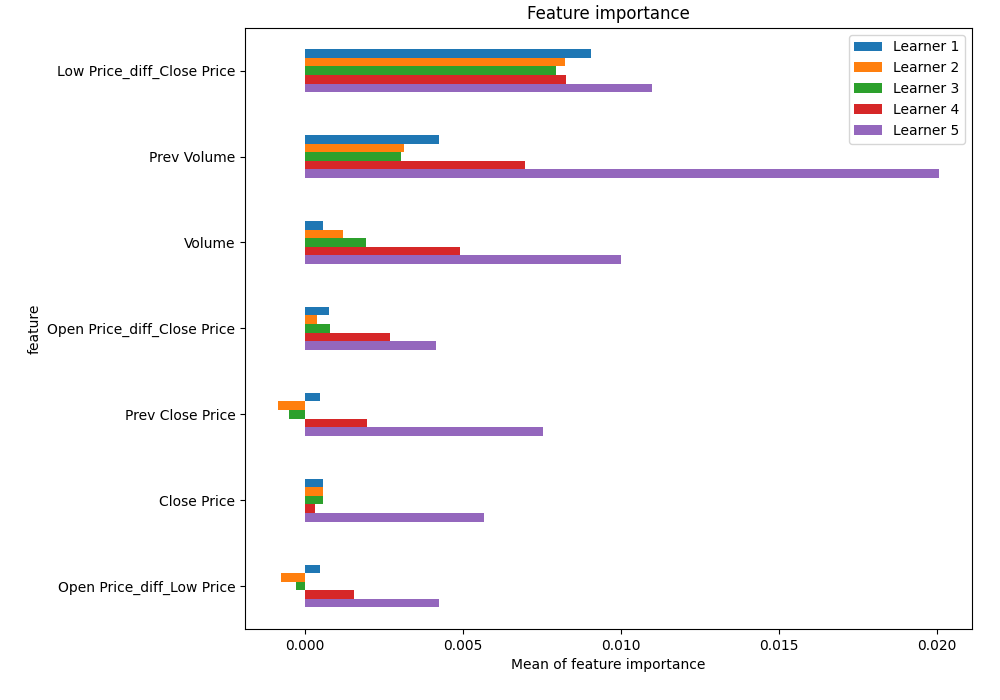 Feature importance
Learner 1
Learner 2
Learner 3
Learner 4
Learner 5
feature
Low Price_diff_Close Price
Prev Volume
Volume
Open Price_diff_Close Price
Prev Close Price
Close Price
Open Price_diff_Low Price
0.000 0.005 0.010 0.015 0.020
Mean of feature importance